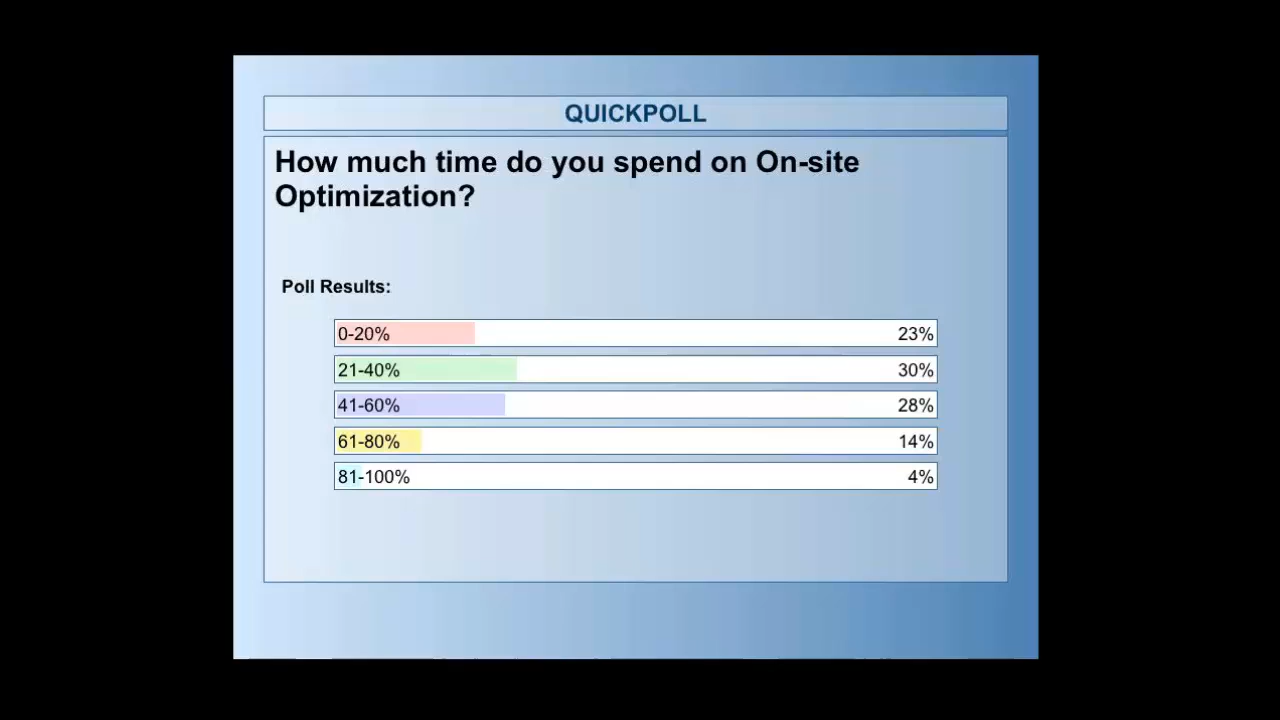 QUICKPOLL
How much time do you spend on On-site
Optimization?
Poll Results:
0-20% 23%
21-40% 30%
41-60% 28%
61-80% 14%
81-100% 4%